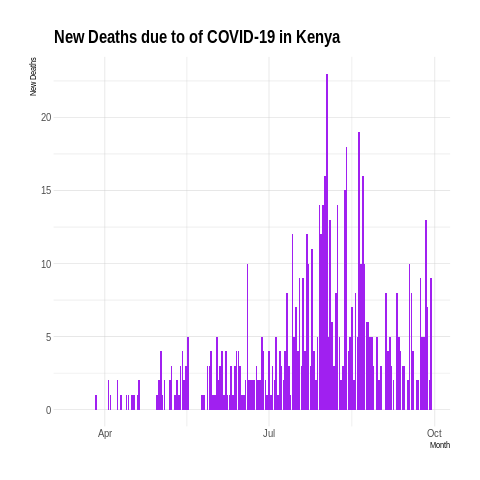 New Deaths due to of COVID-19 in Kenya
New Deaths
20
15
10
5
0
Apr
Jul
Oct
Month